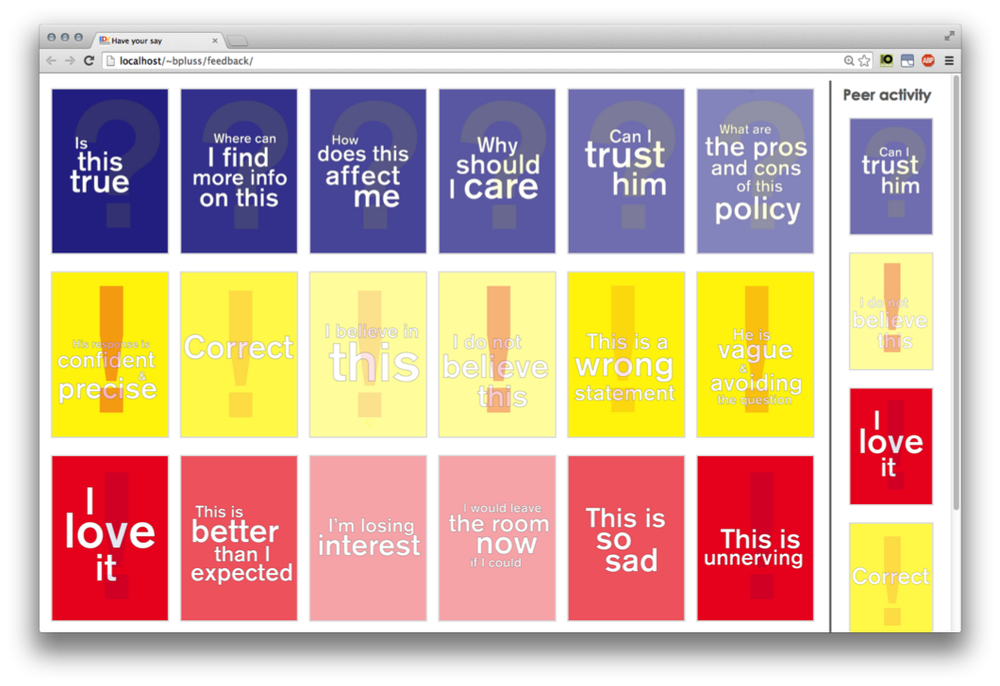 Have your say
localhost/~bpluss/feedback/
ABP
Peer activity
Is
this
true
Where can
I find
more info
on this
How
does this
affect
me
Why
should
I care
Can I
trust
him
What are
the pros
and cons
of this
policy
His response is
confident
&
precise
Correct
I believe in
this
I do not
believe
this
This is a
wrong
statement
He is
vague
&
avoiding
the question
I
love
it
This is
better
than I
expected
I'm losing
interest
I would leave
the room
now
if I could
This is
so
sad
This is
unnerving
Can I
trust
him
I do not
believe
this
I
love
it
Correct